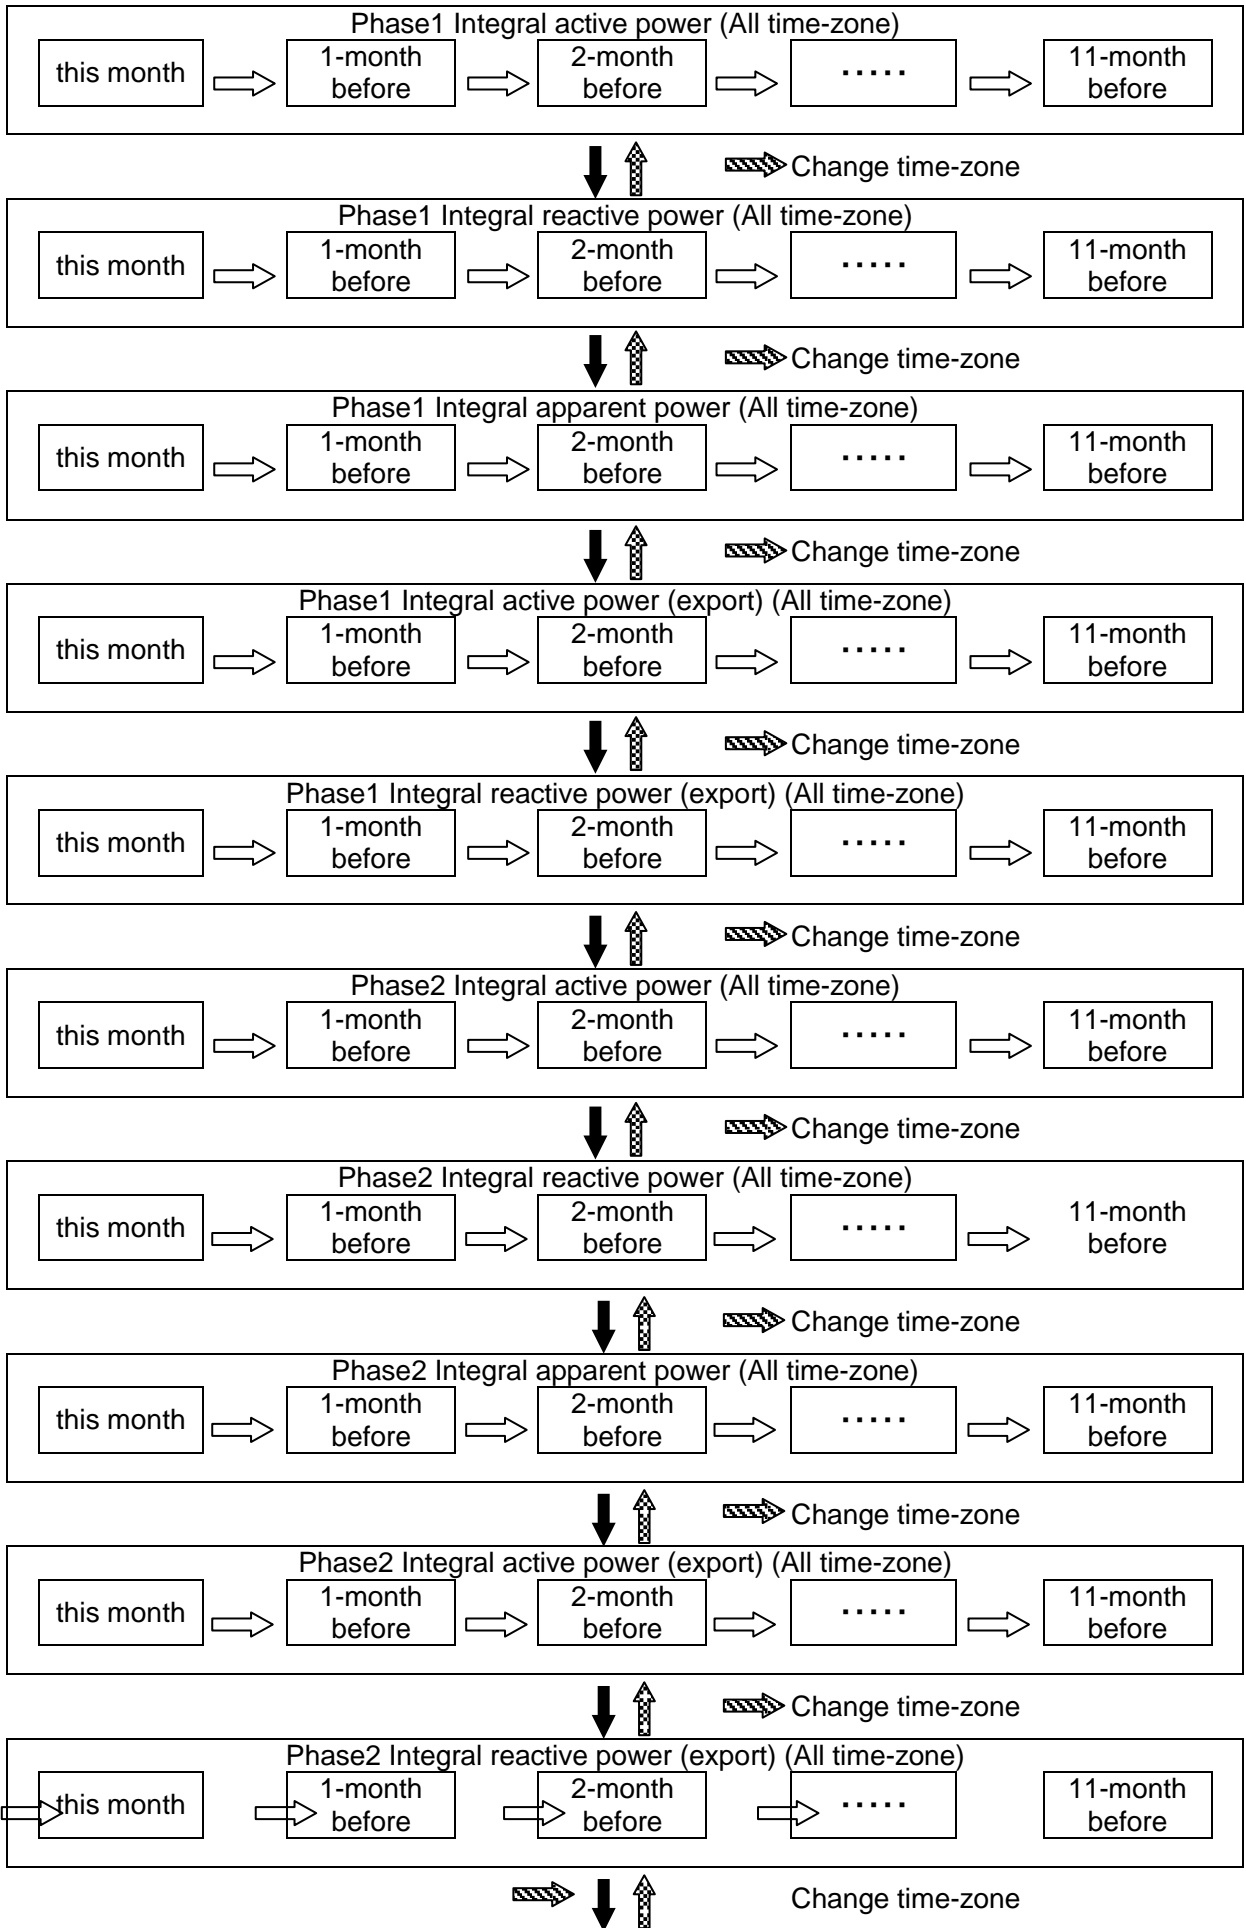 Phase1 Integral active power (All time-zone)
this month
1-month
before
2-month
before
.....
11-month
before
Change time-zone
Phase1 Integral reactive power (All time-zone)
this month
1-month
before
2-month
before
.....
11-month
before
Change time-zone
Phase1 Integral apparent power (All time-zone)
this month
1-month
before
2-month
before
.....
11-month
before
Change time-zone
Phase1 Integral active power (export) (All time-zone)
this month
1-month
before
2-month
before
.....
11-month
before
Change time-zone
Phase1 Integral reactive power (export) (All time-zone)
this month
1-month
before
2-month
before
.....
11-month
before
Change time-zone
Phase2 Integral active power (All time-zone)
this month
1-month
before
2-month
before
.....
11-month
before
Change time-zone
Phase2 Integral reactive power (All time-zone)
this month
1-month
before
2-month
before
.....
11-month
before
Change time-zone
Phase2 Integral apparent power (All time-zone)
this month
1-month
before
2-month
before
.....
11-month
before
Change time-zone
Phase2 Integral active power (export) (All time-zone)
this month
1-month
before
2-month
before
.....
11-month
before
Change time-zone
Phase2 Integral reactive power (export) (All time-zone)
this month
1-month
before
2-month
before
.....
11-month
before
Change time-zone